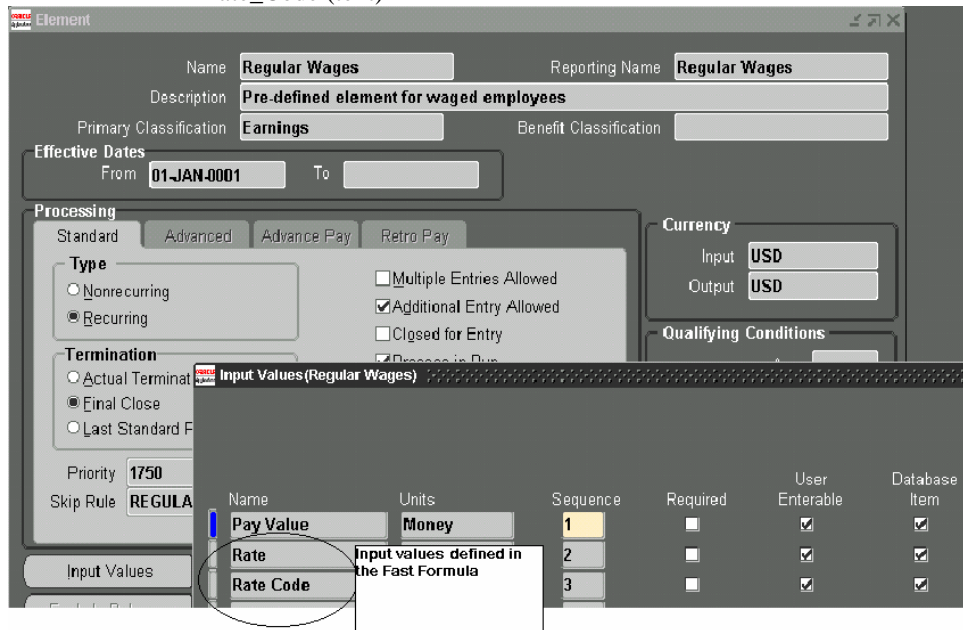 Element
Name Regular Wages Reporting Name Regular Wages
Description Pre-defined element for waged employees
Primary Classification Earnings Benefit Classification
Effective Dates
From 01-JAN-0001 To
Processing
Standard Advanced Advance Pay Retro Pay
Currency
Input USD
Output USD
Type
Nonrecurring
Recurring
Multiple Entries Allowed
Additional Entry Allowed
Closed for Entry
Qualifying Conditions
Termination
Actual
Final Close
Last Standard
Priority 1750
Skip Rule
Input Values
Input Values(Regular Wages)
Name Units Sequence Required User Enterable Database Item
Pay Value Money 1
Rate 2
Rate Code 3
Input values defined in
the Fast Formula